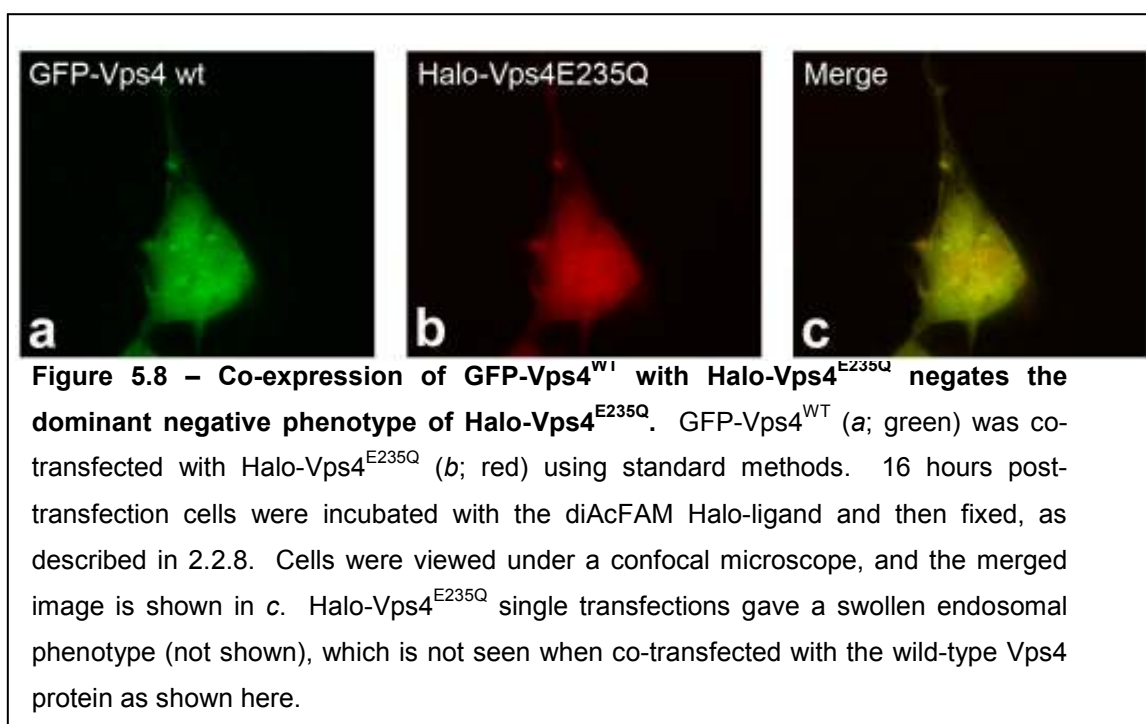 GFP-Vps4 wt
Halo-Vps4E235Q
Merge
a
b
c
Figure 5.8 – Co-expression of GFP-Vps4WT with Halo-Vps4E235Q negates the
dominant negative phenotype of Halo-Vps4E235Q. GFP-Vps4WT (a; green) was co-
transfected with Halo-Vps4E235Q (b; red) using standard methods. 16 hours post-
transfection cells were incubated with the diAcFAM Halo-ligand and then fixed, as
described in 2.2.8. Cells were viewed under a confocal microscope, and the merged
image is shown in c. Halo-Vps4E235Q single transfections gave a swollen endosomal
phenotype (not shown), which is not seen when co-transfected with the wild-type Vps4
protein as shown here.